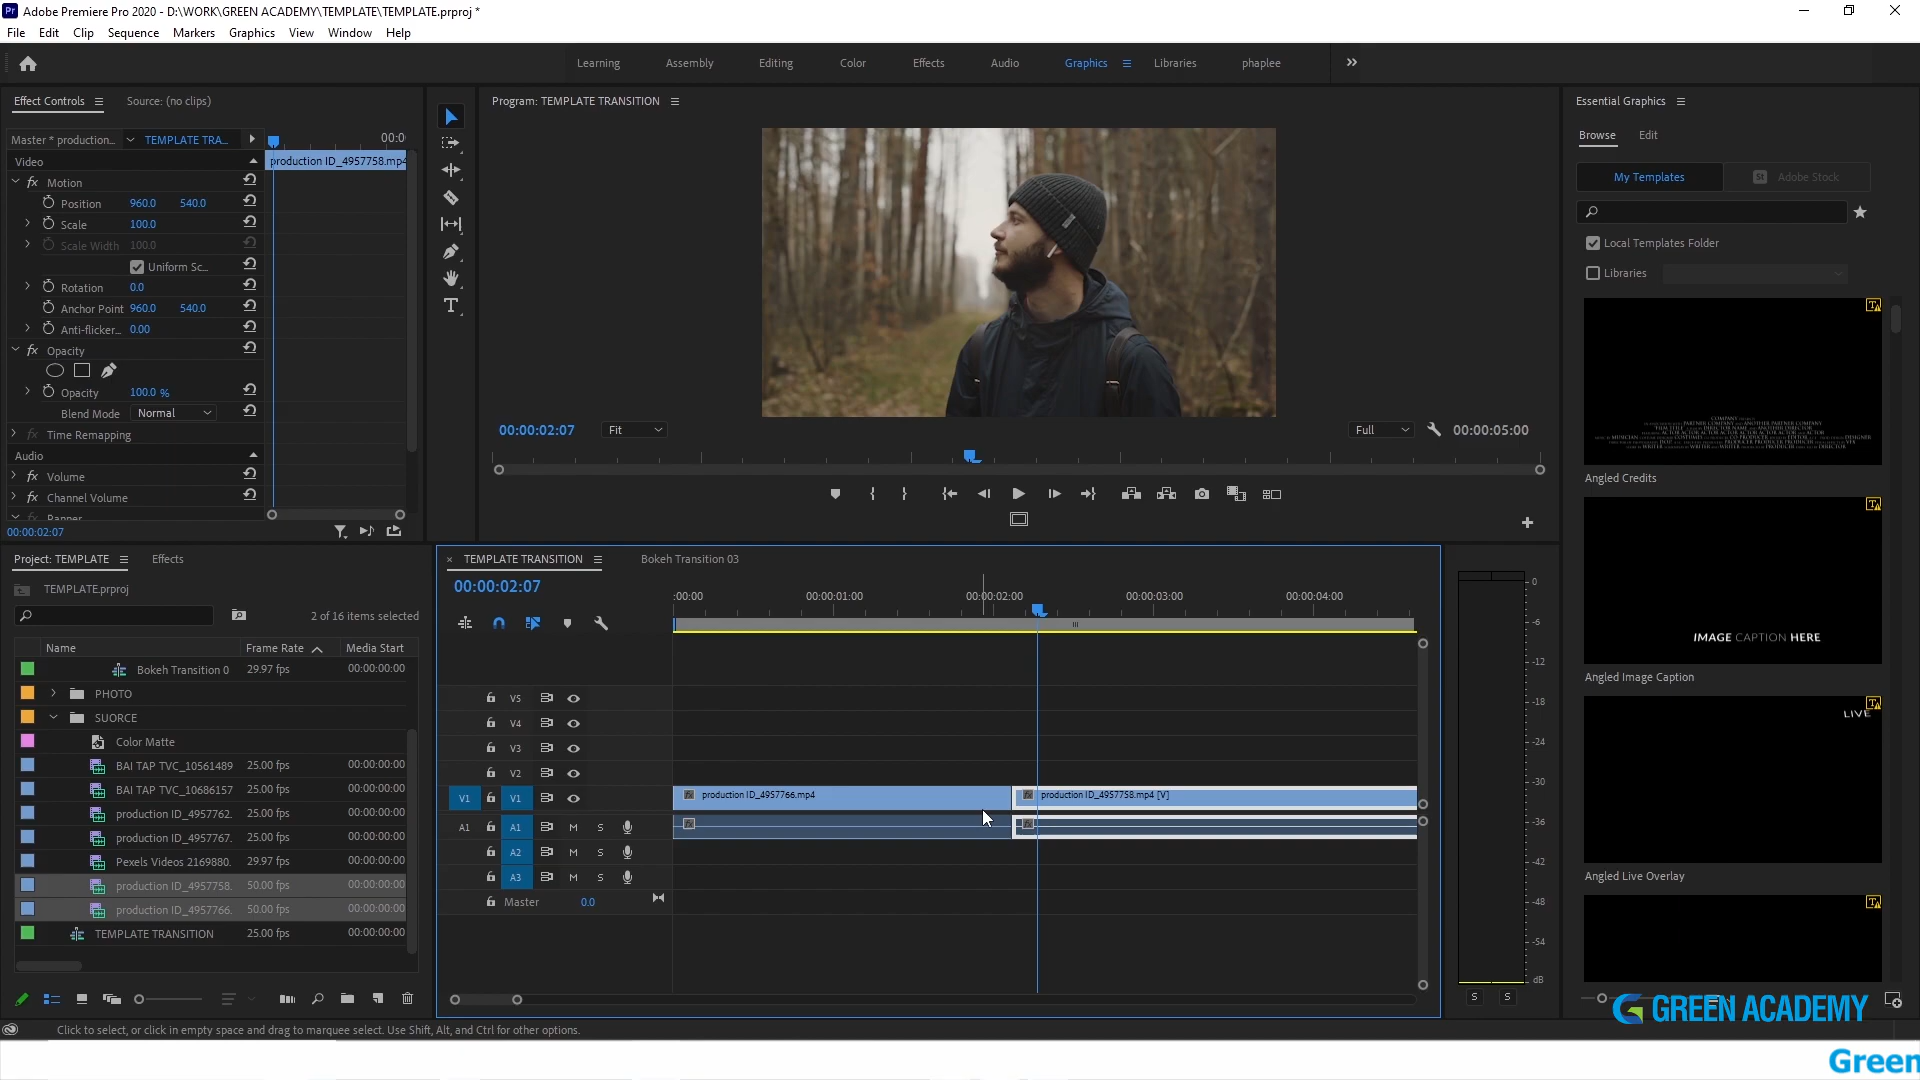 Adobe Premiere Pro 2020 - D:\WORK\GREEN ACADEMY\TEMPLATE\TEMPLATE.prproj *
File Edit Clip Sequence Markers Graphics View Window Help
Learning Assembly Editing Color Effects Audio Graphics Libraries phaplee
Effect Controls Source: (no clips)
Master * production... TEMPLATE TRA... 00:0
Video production ID_4957758.mp4
Motion
Position 960.0 540.0
Scale 100.0
Scale Width 100.0
Uniform Sc...
Rotation 0.0
Anchor Point 960.0 540.0
Anti-flicker... 0.00
Opacity
Opacity 100.0 %
Blend Mode Normal
Time Remapping
Audio
Volume
Channel Volume
Panner
00:00:02:07
Program: TEMPLATE TRANSITION
00:00:02:07 Fit Full 00:00:05:00
Essential Graphics
Browse Edit
My Templates Adobe Stock
Local Templates Folder
Libraries
Angled Credits
IMAGE CAPTION HERE
Angled Image Caption
LIVE
Angled Live Overlay
Project: TEMPLATE Effects
TEMPLATE.prproj
2 of 16 items selected
Name Frame Rate Media Start
Bokeh Transition 0 29.97 fps 00:00:00:00
PHOTO
SUORCE
Color Matte
BAI TAP TVC_10561489 25.00 fps 00:00:00:00
BAI TAP TVC_10686157 25.00 fps 00:00:00:00
production ID_4957762. 25.00 fps 00:00:00:00
production ID_4957767. 25.00 fps 00:00:00:00
Pexels Videos 2169880. 29.97 fps 00:00:00:00
production ID_4957758. 50.00 fps 00:00:00:00
production ID_4957766. 50.00 fps 00:00:00:00
TEMPLATE TRANSITION 25.00 fps 00:00:00:00
TEMPLATE TRANSITION Bokeh Transition 03
00:00:02:07
:00:00 00:00:01:00 00:00:02:00 00:00:03:00 00:00:04:00
V5
V4
V3
V2
V1 V1 production ID_4957766.mp4 production ID_4957758.mp4 [V]
A1 A1 M S
A2 M S
A3 M S
Master 0.0
0
-6
-12
-18
-24
-30
-36
-42
-48
-54
dB
S S
GREEN ACADEMY
Click to select, or click in empty space and drag to marquee select. Use Shift, Alt, and Ctrl for other options.
Green